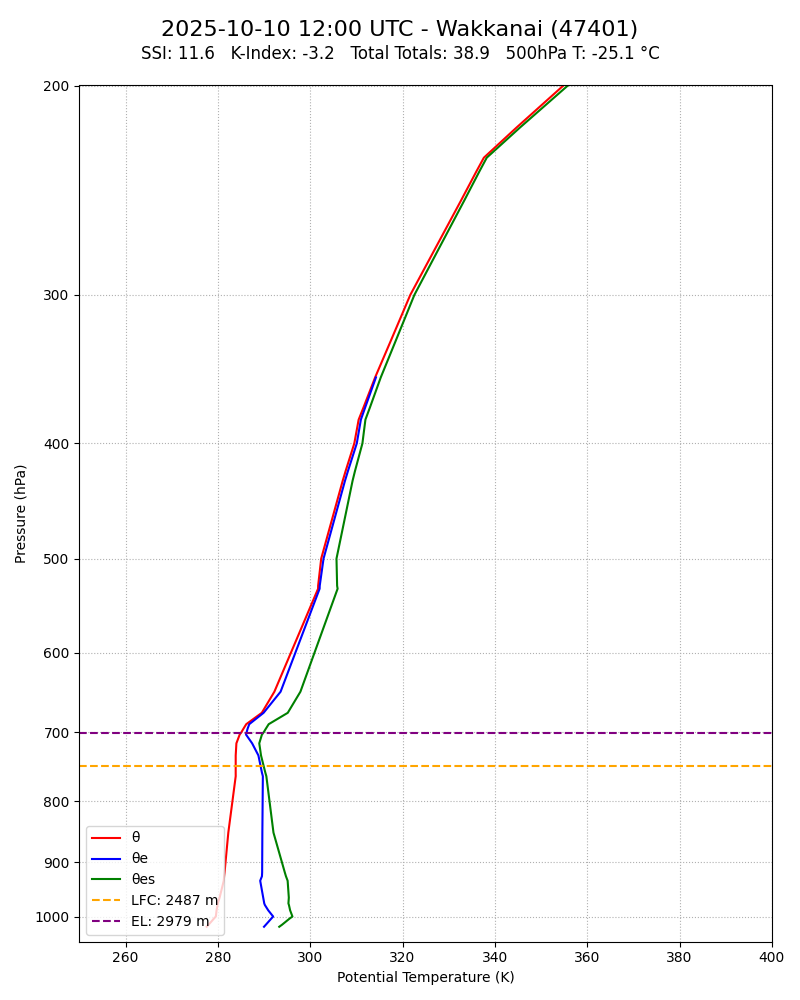 2025-10-10 12:00 UTC - Wakkanai (47401)
SSI: 11.6   K-Index: -3.2   Total Totals: 38.9   500hPa T: -25.1 °C
200
300
400
500
600
700
800
900
1000
Pressure (hPa)
θ
θe
θes
LFC: 2487 m
EL: 2979 m
260 280 300 320 340 360 380 400
Potential Temperature (K)